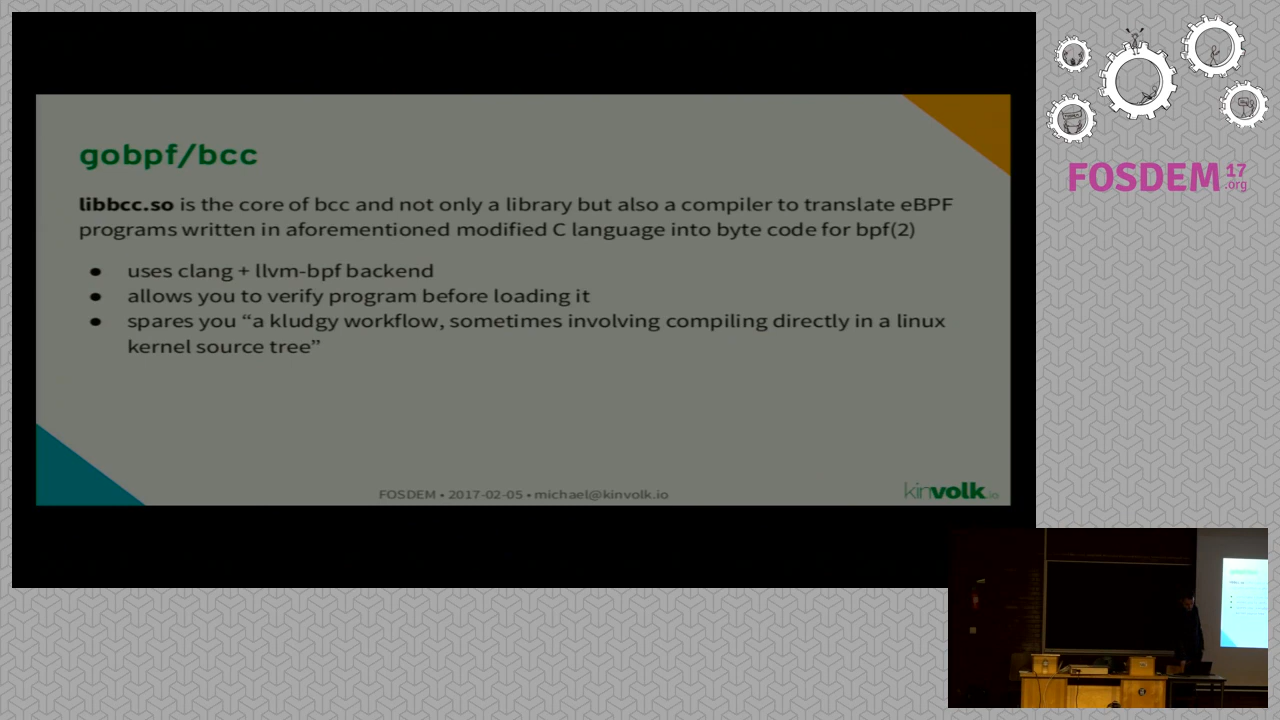 gobpf/bcc
libbcc.so is the core of bcc and not only a library but also a compiler to translate eBPF
programs written in aforementioned modified C language into byte code for bpf(2)
● uses clang + llvm-bpf backend
● allows you to verify program before loading it
● spares you “a kludgy workflow, sometimes involving compiling directly in a linux
kernel source tree”
FOSDEM • 2017-02-05 • michael@kinvolk.io
kinvolk.io
FOSDEM 17
.org